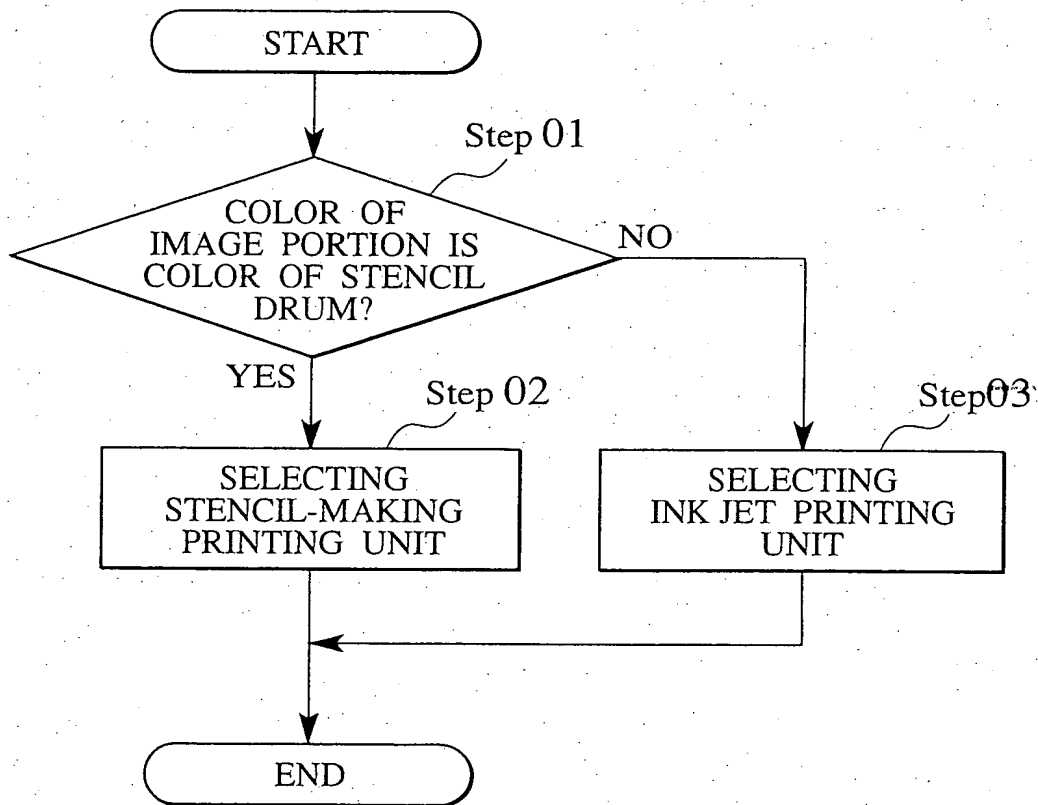 START
Step 01
COLOR OF
IMAGE PORTION IS
COLOR OF STENCIL
DRUM?
NO
YES
Step 02
SELECTING
STENCIL-MAKING
PRINTING UNIT
Step03
SELECTING
INK JET PRINTING
UNIT
END